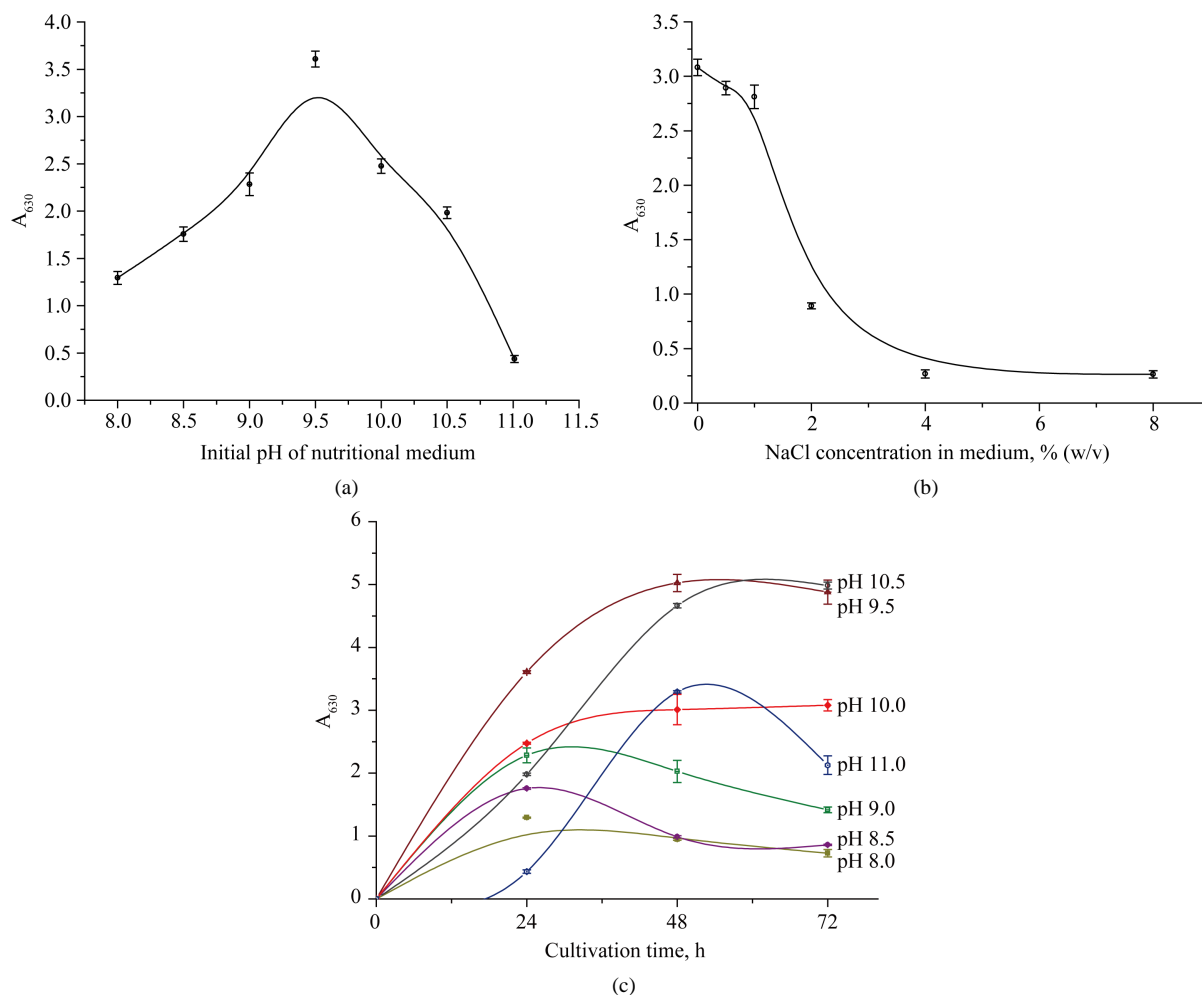 4.0
3.5
3.0
2.5
2.0
1.5
1.0
0.5
0.0
A630
8.0 8.5 9.0 9.5 10.0 10.5 11.0 11.5
Initial pH of nutritional medium
(a)
3.5
3.0
2.5
2.0
1.5
1.0
0.5
0.0
A630
0 2 4 6 8
NaCl concentration in medium, % (w/v)
(b)
6
5
4
3
2
1
0
A630
pH 10.5
pH 9.5
pH 10.0
pH 11.0
pH 9.0
pH 8.5
pH 8.0
0 24 48 72
Cultivation time, h
(c)